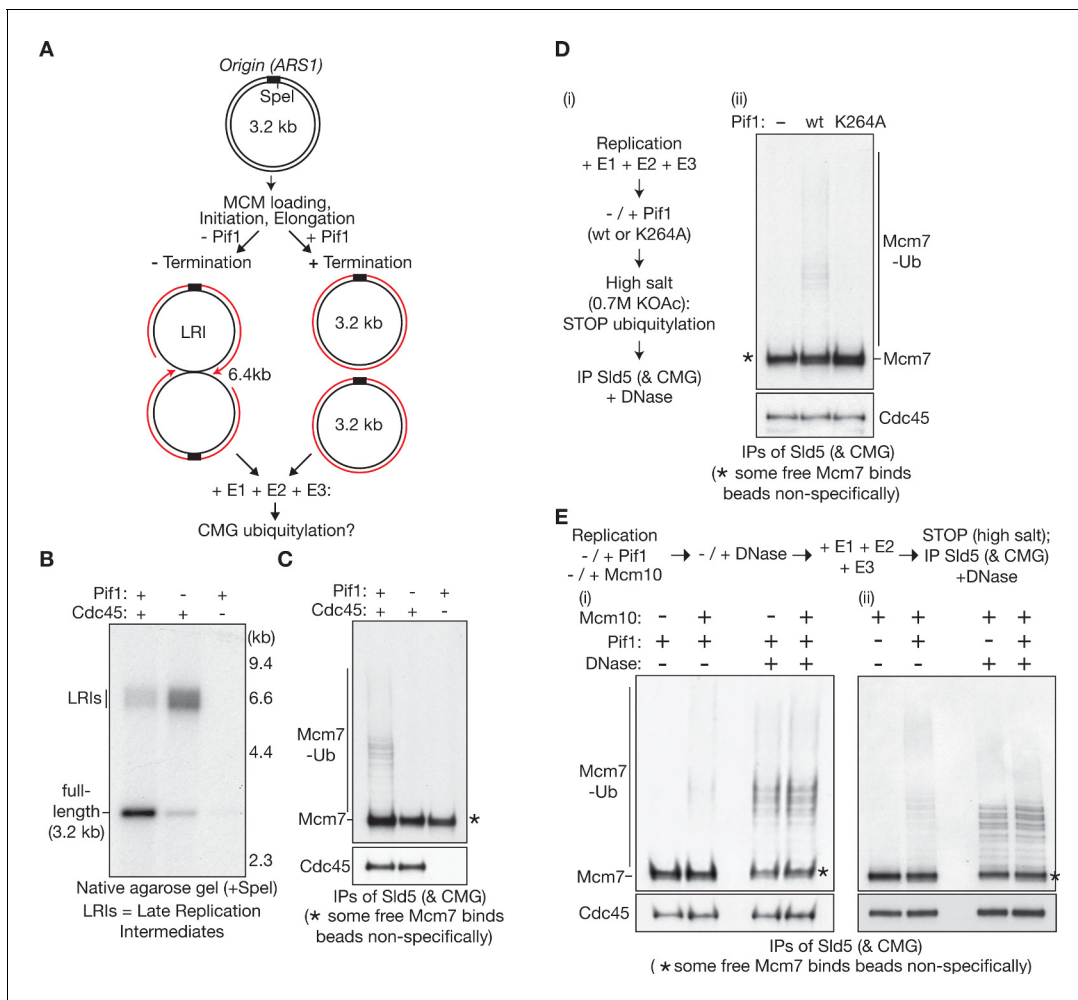 A
Origin (ARS1)
SpeI
3.2 kb
MCM loading,
Initiation, Elongation
- Pif1
+ Pif1
- Termination
+ Termination
LRI
6.4kb
3.2 kb
3.2 kb
+ E1 + E2 + E3:
CMG ubiquitylation?
B
Pif1: + - +
Cdc45: + + -
(kb)
9.4
LRIs
6.6
4.4
full-
length
(3.2 kb)
2.3
Native agarose gel (+SpeI)
LRIs = Late Replication
Intermediates
C
Pif1: + - +
Cdc45: + + -
Mcm7
-Ub
Mcm7
*
Cdc45
IPs of Sld5 (& CMG)
(* some free Mcm7 binds
beads non-specifically)
D
(i)
Replication
+ E1 + E2 + E3
- / + Pif1
(wt or K264A)
High salt
(0.7M KOAc):
STOP ubiquitylation
IP Sld5 (& CMG)
+ DNase
(ii)
Pif1: – wt K264A
Mcm7
-Ub
*
Mcm7
Cdc45
IPs of Sld5 (& CMG)
(* some free Mcm7 binds
beads non-specifically)
E
Replication
- / + Pif1
- / + Mcm10
- / + DNase
+ E1 + E2
+ E3
STOP (high salt);
IP Sld5 (& CMG)
+DNase
(i)
(ii)
Mcm10: - + - + + + + +
Pif1: + + + + - + - +
DNase: - - + + - - + +
Mcm7
-Ub
Mcm7
*
*
Cdc45
IPs of Sld5 (& CMG)
( * some free Mcm7 binds beads non-specifically)